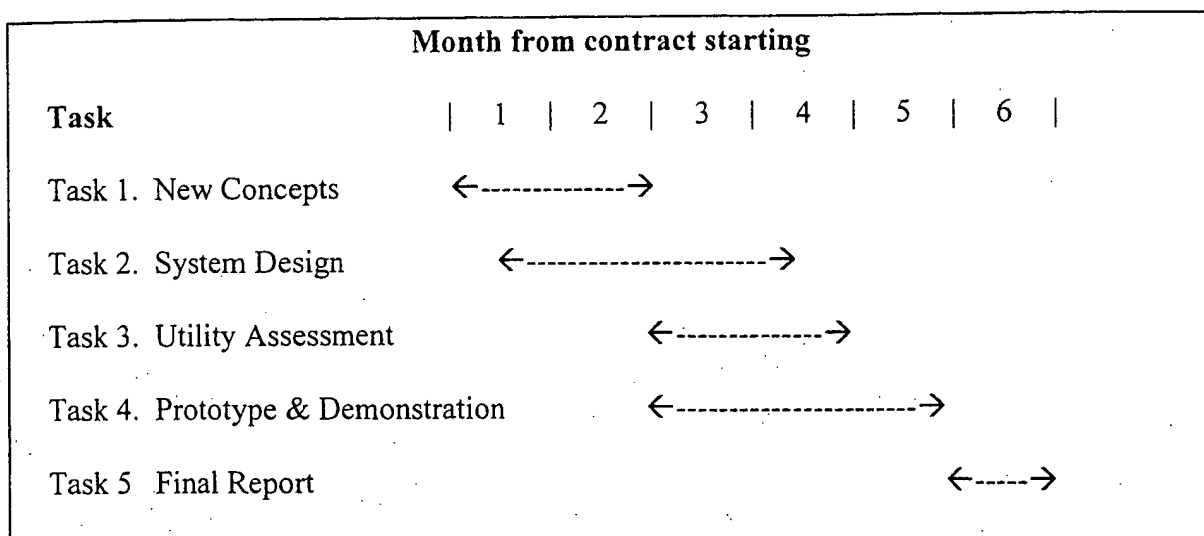 Month from contract starting
Task | 1 | 2 | 3 | 4 | 5 | 6 |
Task 1. New Concepts ←--------------→
Task 2. System Design ←-----------------------→
Task 3. Utility Assessment ←--------------→
Task 4. Prototype & Demonstration ←-----------------------→
Task 5 Final Report ←-----→